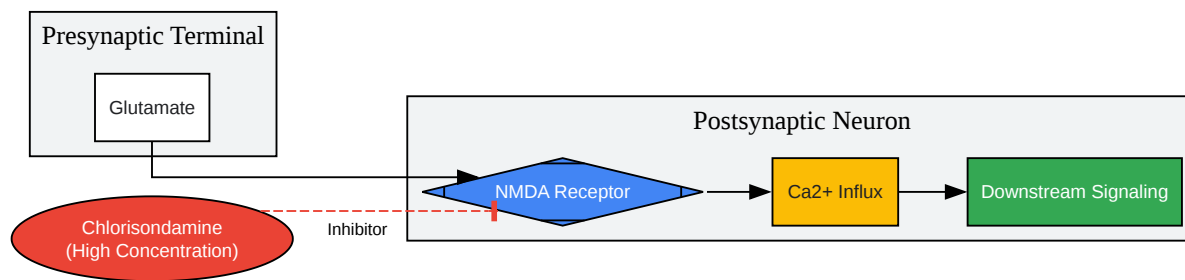 Presynaptic Terminal
Glutamate
Postsynaptic Neuron
NMDA Receptor
Ca2+ Influx
Downstream Signaling
Chlorisondamine
(High Concentration)
Inhibitor